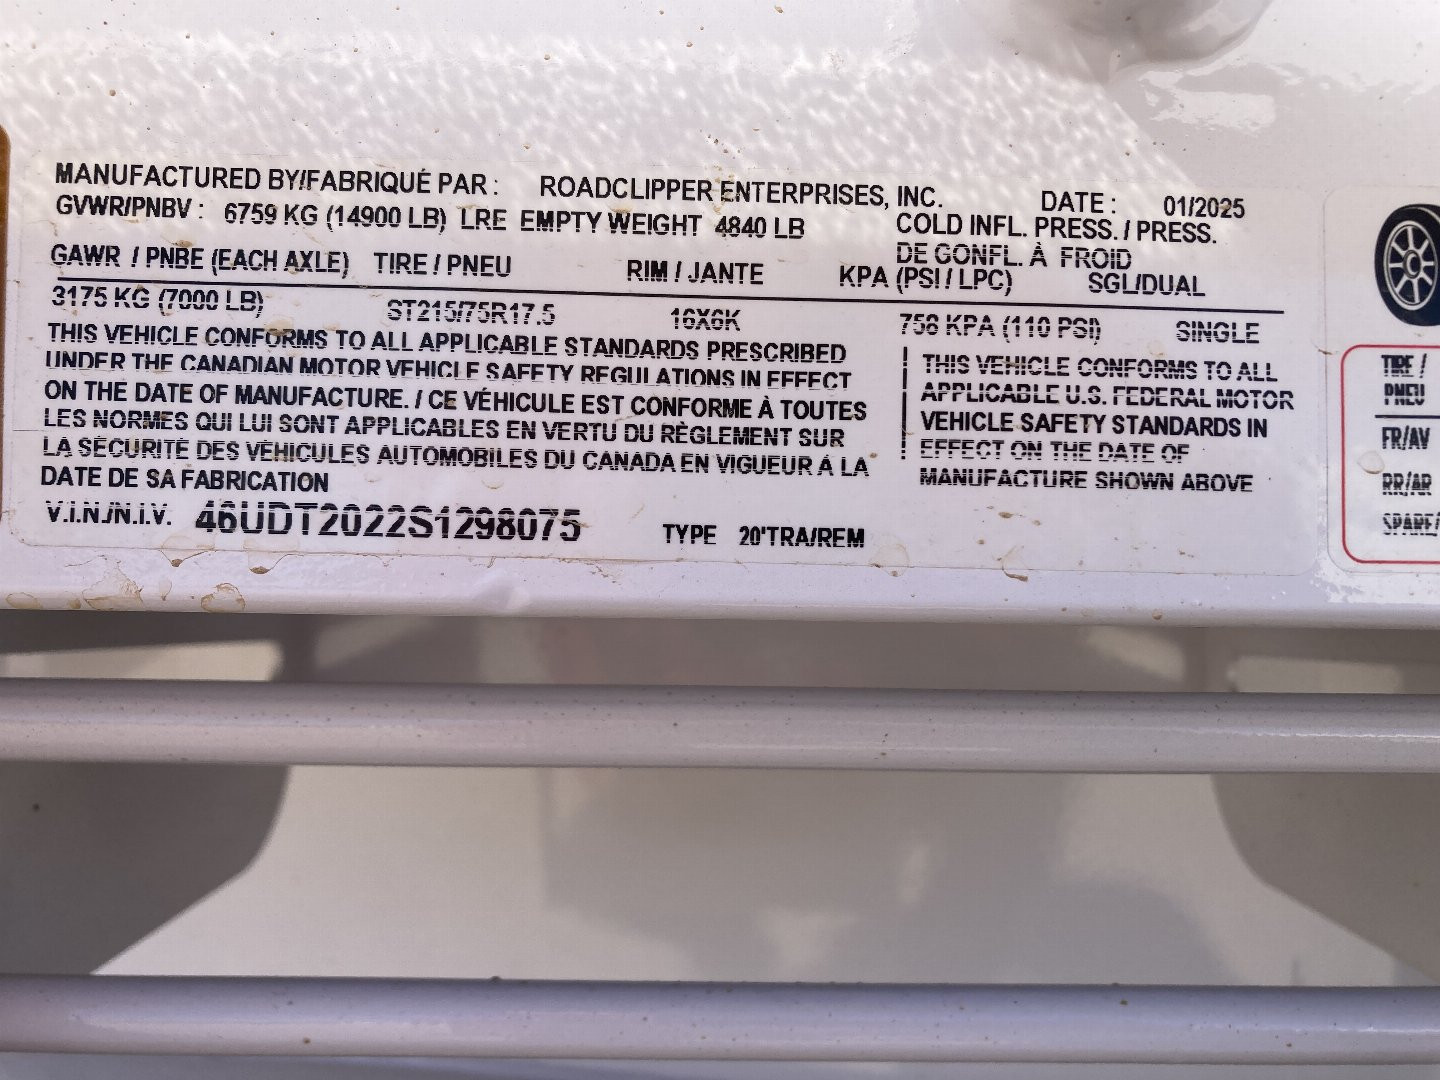 MANUFACTURED BY/FABRIQUÉ PAR : ROADCLIPPER ENTERPRISES, INC. DATE : 01/2025
GVWR/PNBV : 6759 KG (14900 LB) LRE EMPTY WEIGHT 4840 LB COLD INFL. PRESS. / PRESS.
DE GONFL. À FROID
GAWR / PNBE (EACH AXLE) TIRE / PNEU RIM / JANTE KPA (PSI / LPC) SGL/DUAL
3175 KG (7000 LB) ST215/75R17.5 16X6K 758 KPA (110 PSI) SINGLE
THIS VEHICLE CONFORMS TO ALL APPLICABLE STANDARDS PRESCRIBED
UNDER THE CANADIAN MOTOR VEHICLE SAFETY REGULATIONS IN EFFECT
ON THE DATE OF MANUFACTURE. / CE VÉHICULE EST CONFORME À TOUTES
LES NORMES QUI LUI SONT APPLICABLES EN VERTU DU RÈGLEMENT SUR
LA SÉCURITÉ DES VÉHICULES AUTOMOBILES DU CANADA EN VIGUEUR À LA
DATE DE SA FABRICATION
THIS VEHICLE CONFORMS TO ALL
APPLICABLE U.S. FEDERAL MOTOR
VEHICLE SAFETY STANDARDS IN
EFFECT ON THE DATE OF
MANUFACTURE SHOWN ABOVE
V.I.N./N.I.V. 46UDT2022S1298075 TYPE 20'TRA/REM
TIRE /
PNEU
FR/AV
RR/AR
SPARE/